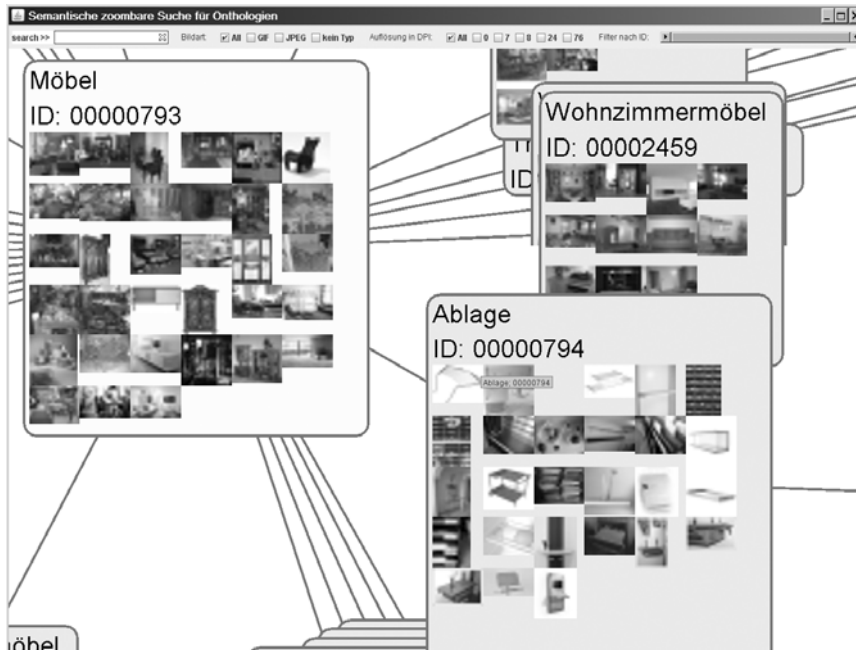 Semantische zoombare Suche für Onthologien
search >> Bildart: All GIF JPEG kein Typ Auflösung in DPI: All 0 7 8 24 76 Filter nach ID:
Möbel
ID: 00000793
Wohnzimmermöbel
ID: 00002459
ID
Ablage
ID: 00000794
Ablage: 00000794
öbel